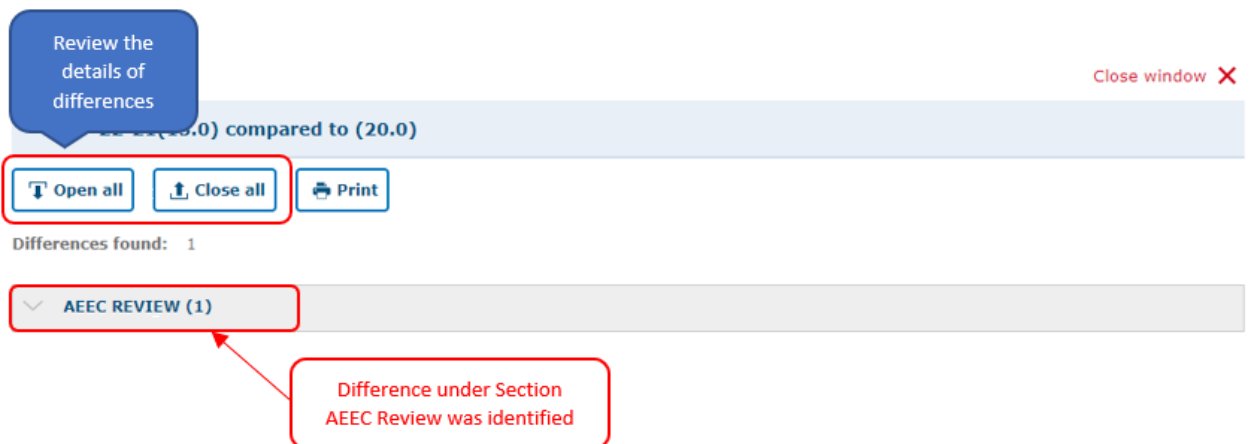 Review the
details of
differences
Close window
compared to (20.0)
Open all
Close all
Print
Differences found: 1
AEEC REVIEW (1)
Difference under Section
AEEC Review was identified